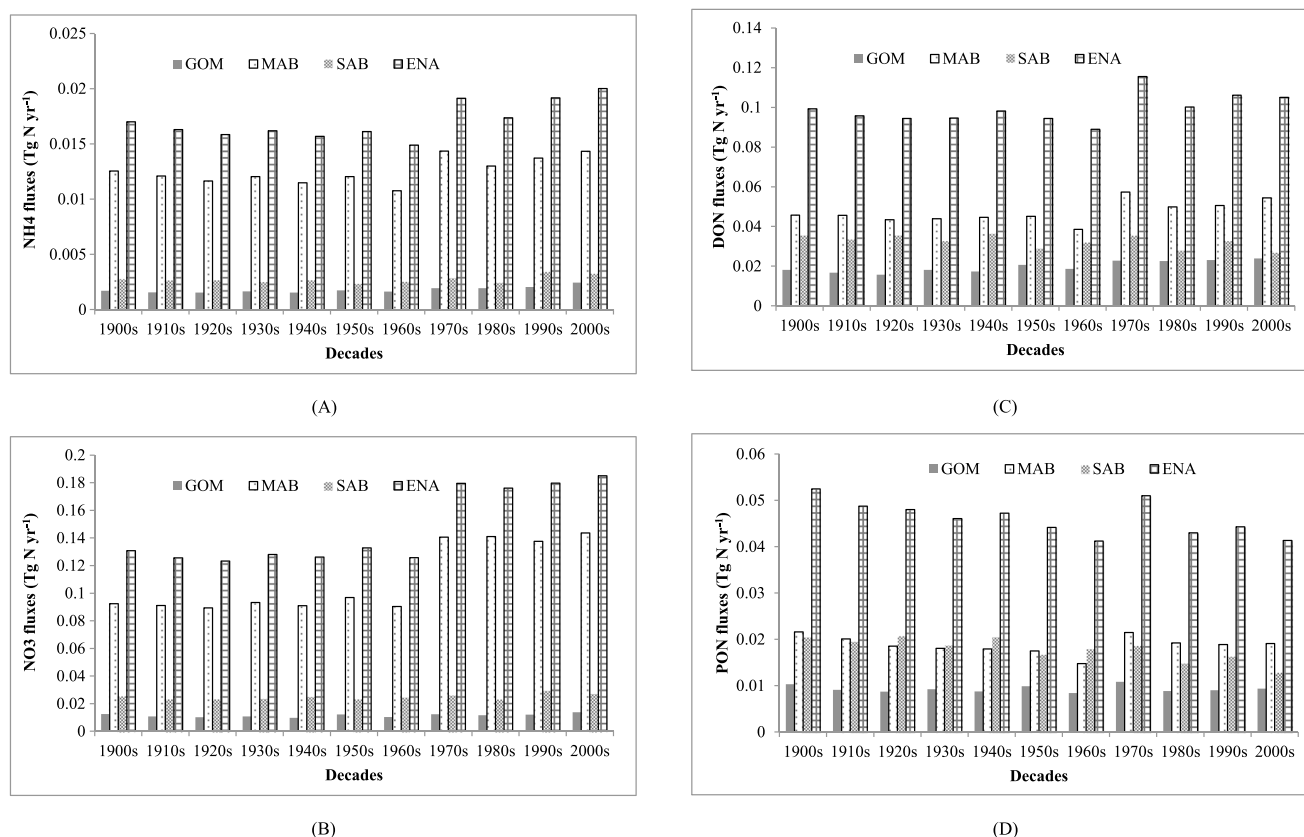 0.025
0.02
0.015
0.01
0.005
0
NH4 fluxes (Tg N yr-1)
GOM MAB SAB ENA
1900s 1910s 1920s 1930s 1940s 1950s 1960s 1970s 1980s 1990s 2000s
Decades
(A)
0.14
0.12
0.1
0.08
0.06
0.04
0.02
0
DON fluxes (Tg N yr-1)
GOM MAB SAB ENA
1900s 1910s 1920s 1930s 1940s 1950s 1960s 1970s 1980s 1990s 2000s
Decades
(C)
0.2
0.18
0.16
0.14
0.12
0.1
0.08
0.06
0.04
0.02
0
NO3 fluxes (Tg N yr-1)
GOM MAB SAB ENA
1900s 1910s 1920s 1930s 1940s 1950s 1960s 1970s 1980s 1990s 2000s
Decades
(B)
0.06
0.05
0.04
0.03
0.02
0.01
0
PON fluxes (Tg N yr-1)
GOM MAB SAB ENA
1900s 1910s 1920s 1930s 1940s 1950s 1960s 1970s 1980s 1990s 2000s
Decades
(D)